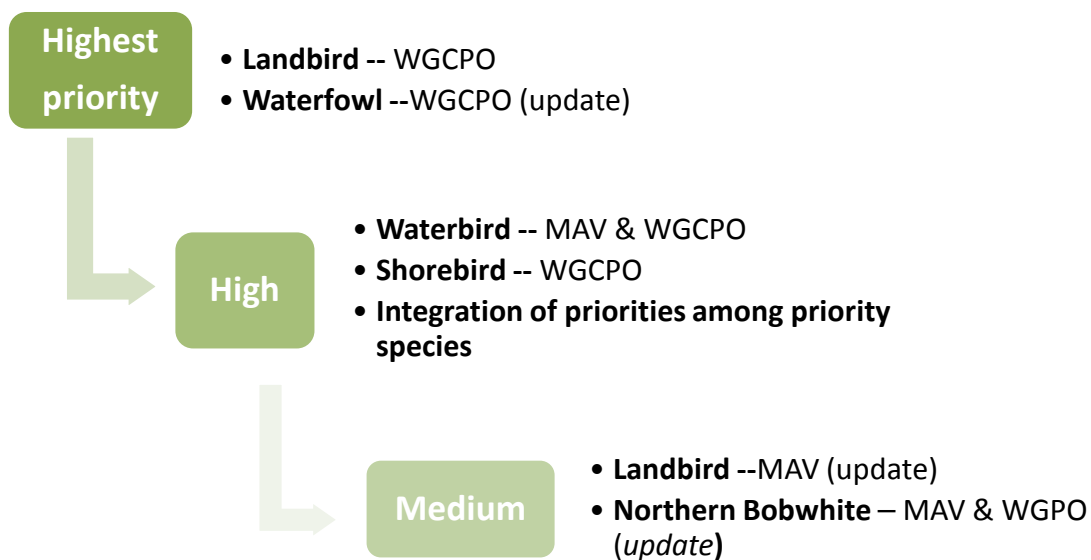 Highest
priority
• Landbird -- WGCPO
• Waterfowl --WGCPO (update)
High
• Waterbird -- MAV & WGCPO
• Shorebird -- WGCPO
• Integration of priorities among priority
species
Medium
• Landbird --MAV (update)
• Northern Bobwhite – MAV & WGPO
(update)